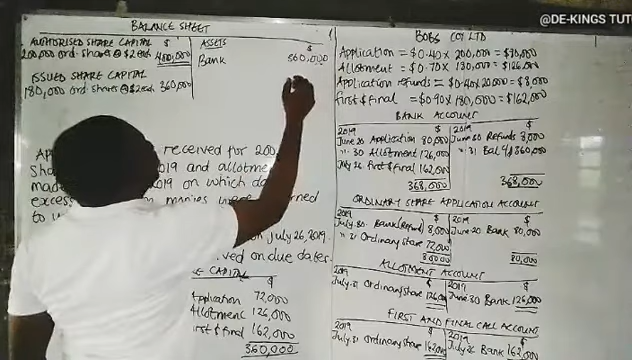 @DE-KINGS TUT
BALANCE SHEET
AUTHORISED SHARE CAPITAL $
200,000 ord. shares @ $2 each 400,000
ISSUED SHARE CAPITAL
180,000 ord. shares @ $2 each 360,000
ASSETS
$
Bank 360,000
received for 200
2019 and allotme
2019 on which da
excess
to
on July 26, 2019.
ved on due dates.
CAPITAL
$
Application 72,000
Allotment 126,000
First & final 162,000
360,000
BOBS COY LTD
Application = $0.40 × 200,000 = $80,000
Allotment = $0.70 × 180,000 = $126,000
Application refunds = $0.40 × 20,000 = $8,000
First & final = $0.90 × 180,000 = $162,000
BANK ACCOUNT
2019 $ 2019 $
June 20 Application 80,000 June 30 Refunds 8,000
" 30 Allotment 126,000 " 31 Bal c/d 360,000
July 26 First & final 162,000
368,000 368,000
ORDINARY SHARE APPLICATION ACCOUNT
2019 $ 2019 $
July 30 Bank (Refund) 8,000 June 20 Bank 80,000
" 31 Ordinary share 72,000
80,000 80,000
ALLOTMENT ACCOUNT
2019 $ 2019 $
July 31 Ordinary share 126,000 June 30 Bank 126,000
FIRST AND FINAL CALL ACCOUNT
2019 $ 2019 $
July 31 Ordinary share 162,000 July 26 Bank 162,000